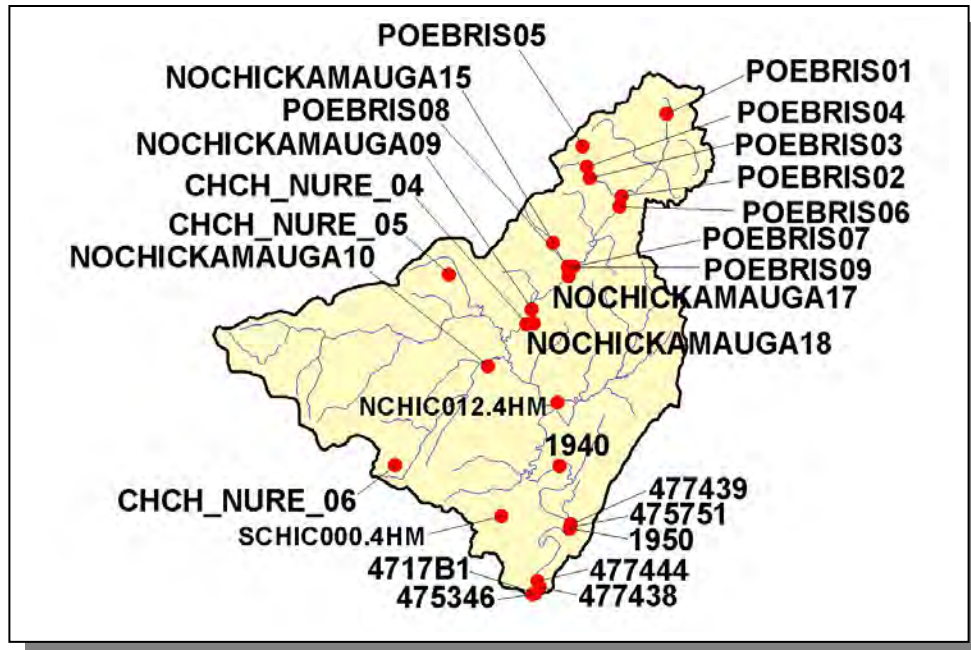 POEBRIS05
POEBRIS01
NOCHICKAMAUGA15
POEBRIS08
POEBRIS04
NOCHICKAMAUGA09
POEBRIS03
CHCH_NURE_04
POEBRIS02
CHCH_NURE_05
POEBRIS06
NOCHICKAMAUGA10
POEBRIS07
POEBRIS09
NOCHICKAMAUGA17
NOCHICKAMAUGA18
NCHIC012.4HM
1940
CHCH_NURE_06
477439
475751
SCHIC000.4HM
1950
4717B1
477444
475346
477438